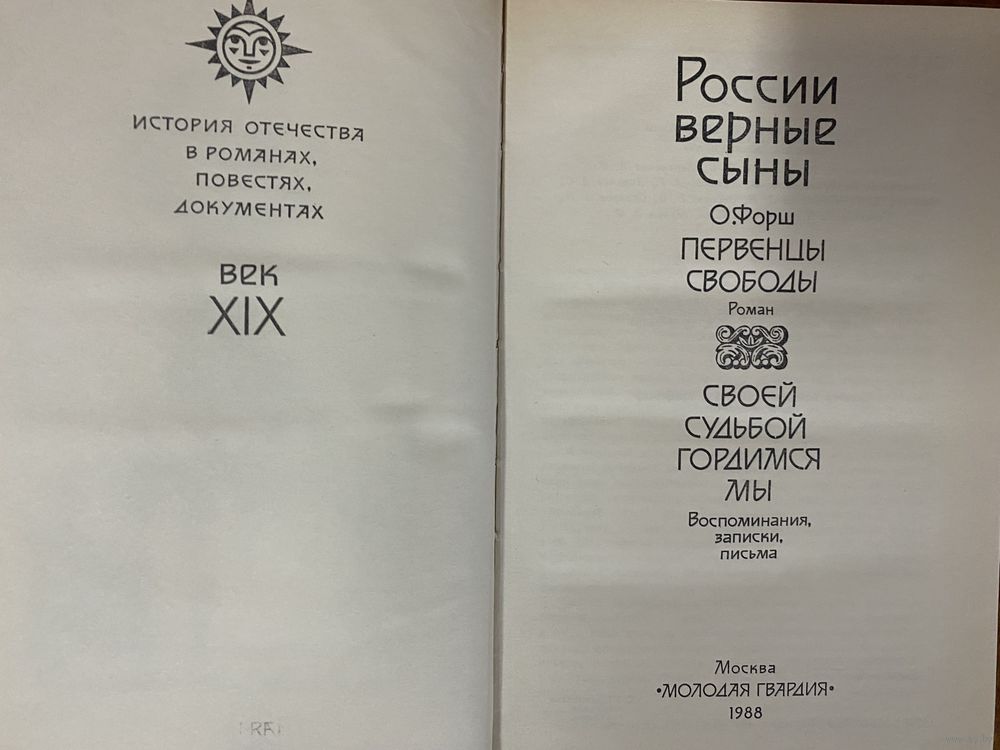 ИСТОРИЯ ОТЕЧЕСТВА
В РОМАНАХ,
ПОВЕСТЯХ,
ДОКУМЕНТАХ
ВЕК
XIX
России
верные
сыны
О.Форш
ПЕРВЕНЦЫ
СВОБОДЫ
Роман
СВОЕЙ
СУДЬБОЙ
ГОРДИМСЯ
МЫ
Воспоминания,
записки,
письма
Москва
•МОЛОДАЯ ГВАРДИЯ•
1988